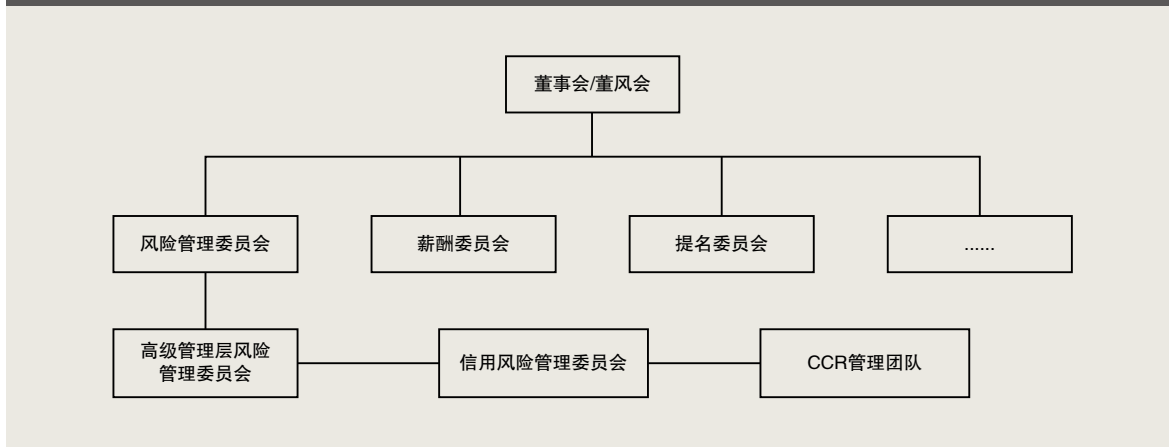 董事会/董风会
风险管理委员会
薪酬委员会
提名委员会
......
高级管理层风险
管理委员会
信用风险管理委员会
CCR管理团队